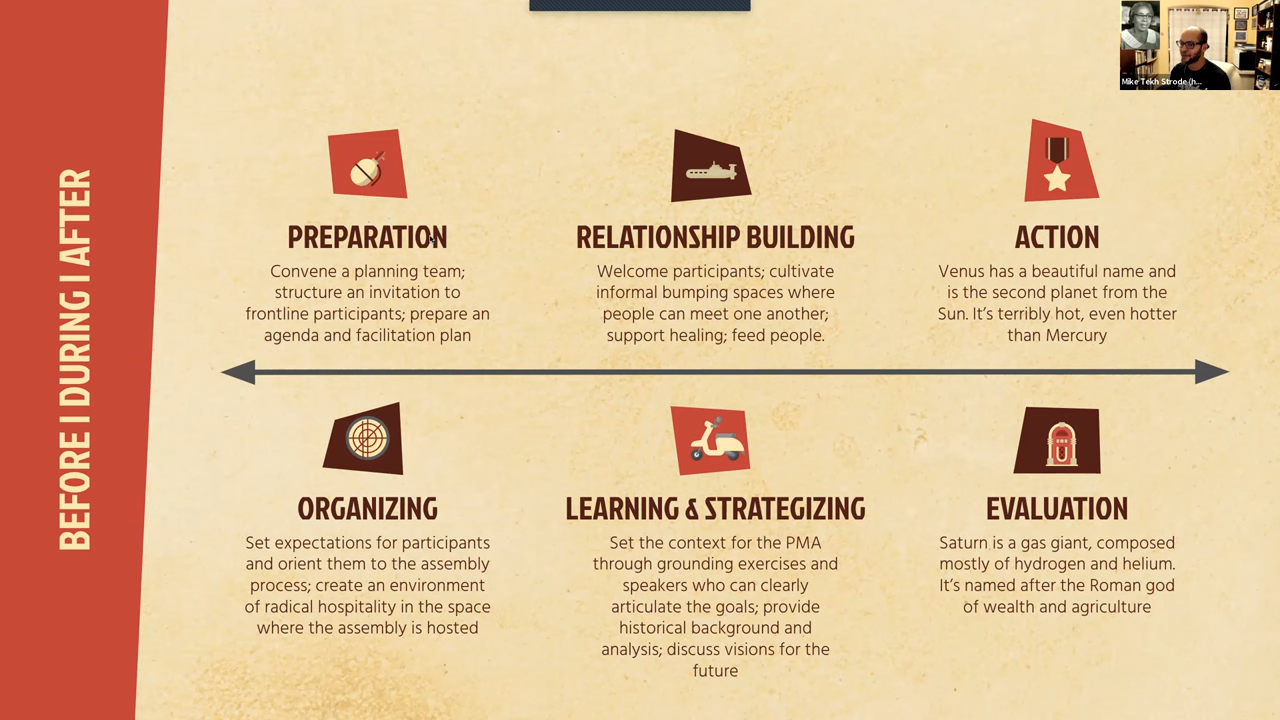 Mike Tekh Strode (h...
BEFORE | DURING | AFTER
PREPARATION
Convene a planning team;
structure an invitation to
frontline participants; prepare an
agenda and facilitation plan
RELATIONSHIP BUILDING
Welcome participants; cultivate
informal bumping spaces where
people can meet one another;
support healing; feed people.
ACTION
Venus has a beautiful name and
is the second planet from the
Sun. It’s terribly hot, even hotter
than Mercury
ORGANIZING
Set expectations for participants
and orient them to the assembly
process; create an environment
of radical hospitality in the space
where the assembly is hosted
LEARNING & STRATEGIZING
Set the context for the PMA
through grounding exercises and
speakers who can clearly
articulate the goals; provide
historical background and
analysis; discuss visions for the
future
EVALUATION
Saturn is a gas giant, composed
mostly of hydrogen and helium.
It’s named after the Roman god
of wealth and agriculture